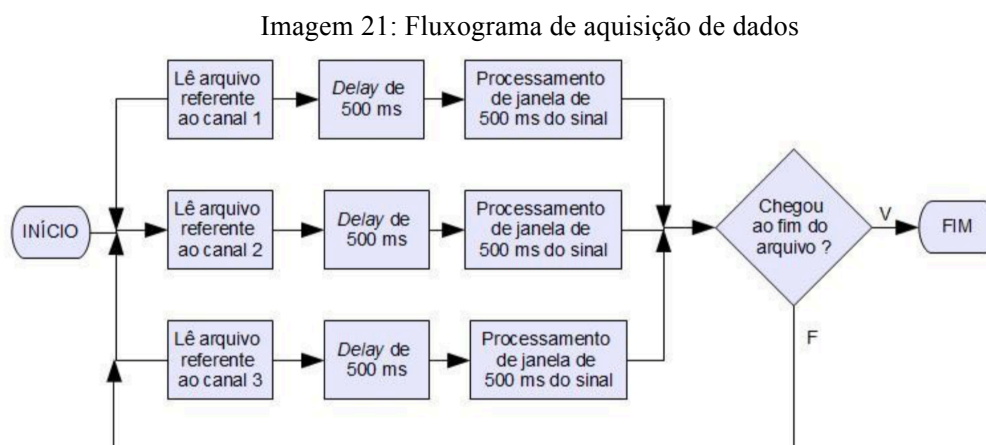 Imagem 21: Fluxograma de aquisição de dados
Lê arquivo
referente
ao canal 1
Delay de
500 ms
Processamento
de janela de
500 ms do sinal
INÍCIO
Lê arquivo
referente
ao canal 2
Delay de
500 ms
Processamento
de janela de
500 ms do sinal
Chegou
ao fim do
arquivo ?
V
FIM
F
Lê arquivo
referente
ao canal 3
Delay de
500 ms
Processamento
de janela de
500 ms do sinal